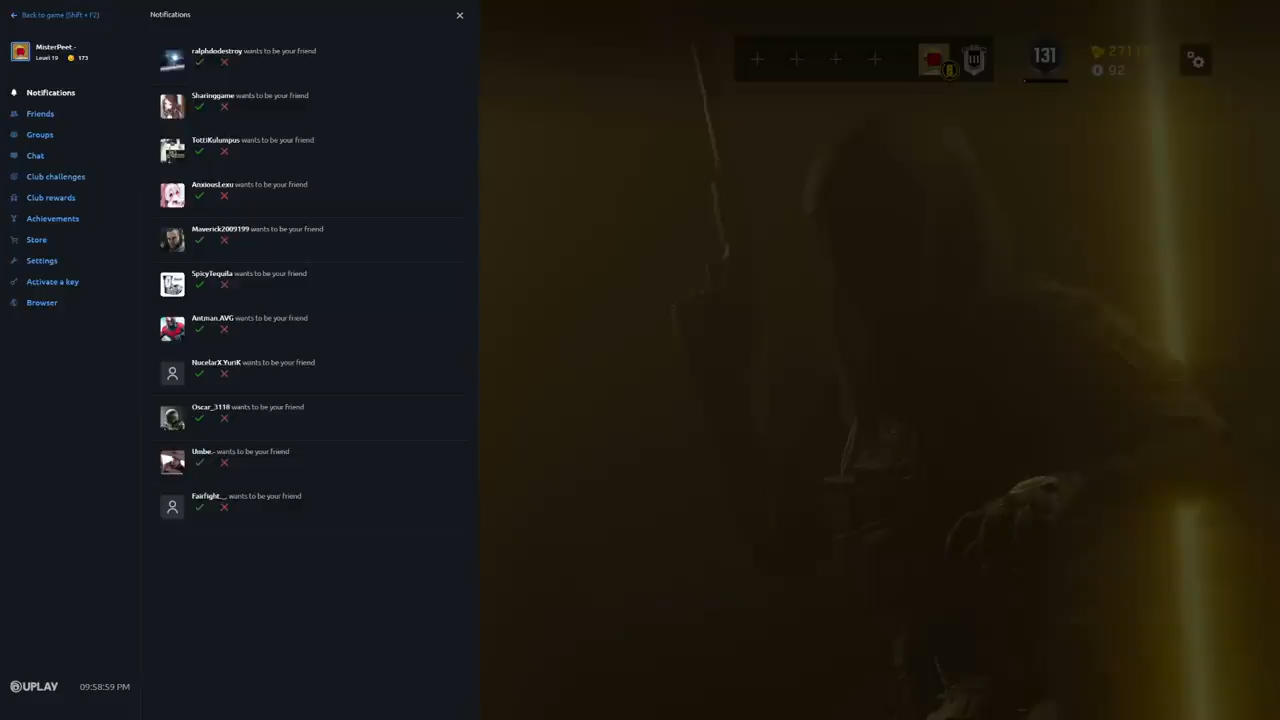 Back to game (Shift + F2)
Notifications
MisterPeet.-
Level 19 173
Notifications
Friends
Groups
Chat
Club challenges
Club rewards
Achievements
Store
Settings
Activate a key
Browser
ralphdodestroy wants to be your friend
Sharinggame wants to be your friend
TottiKulumpus wants to be your friend
AnxiousLexu wants to be your friend
Maverick2009199 wants to be your friend
SpicyTequila wants to be your friend
Antman.AVG wants to be your friend
NucelarX.YuriK wants to be your friend
Oscar_3118 wants to be your friend
Umbe.- wants to be your friend
Fairfight._. wants to be your friend
131
92
III
UPLAY
09:58:59 PM